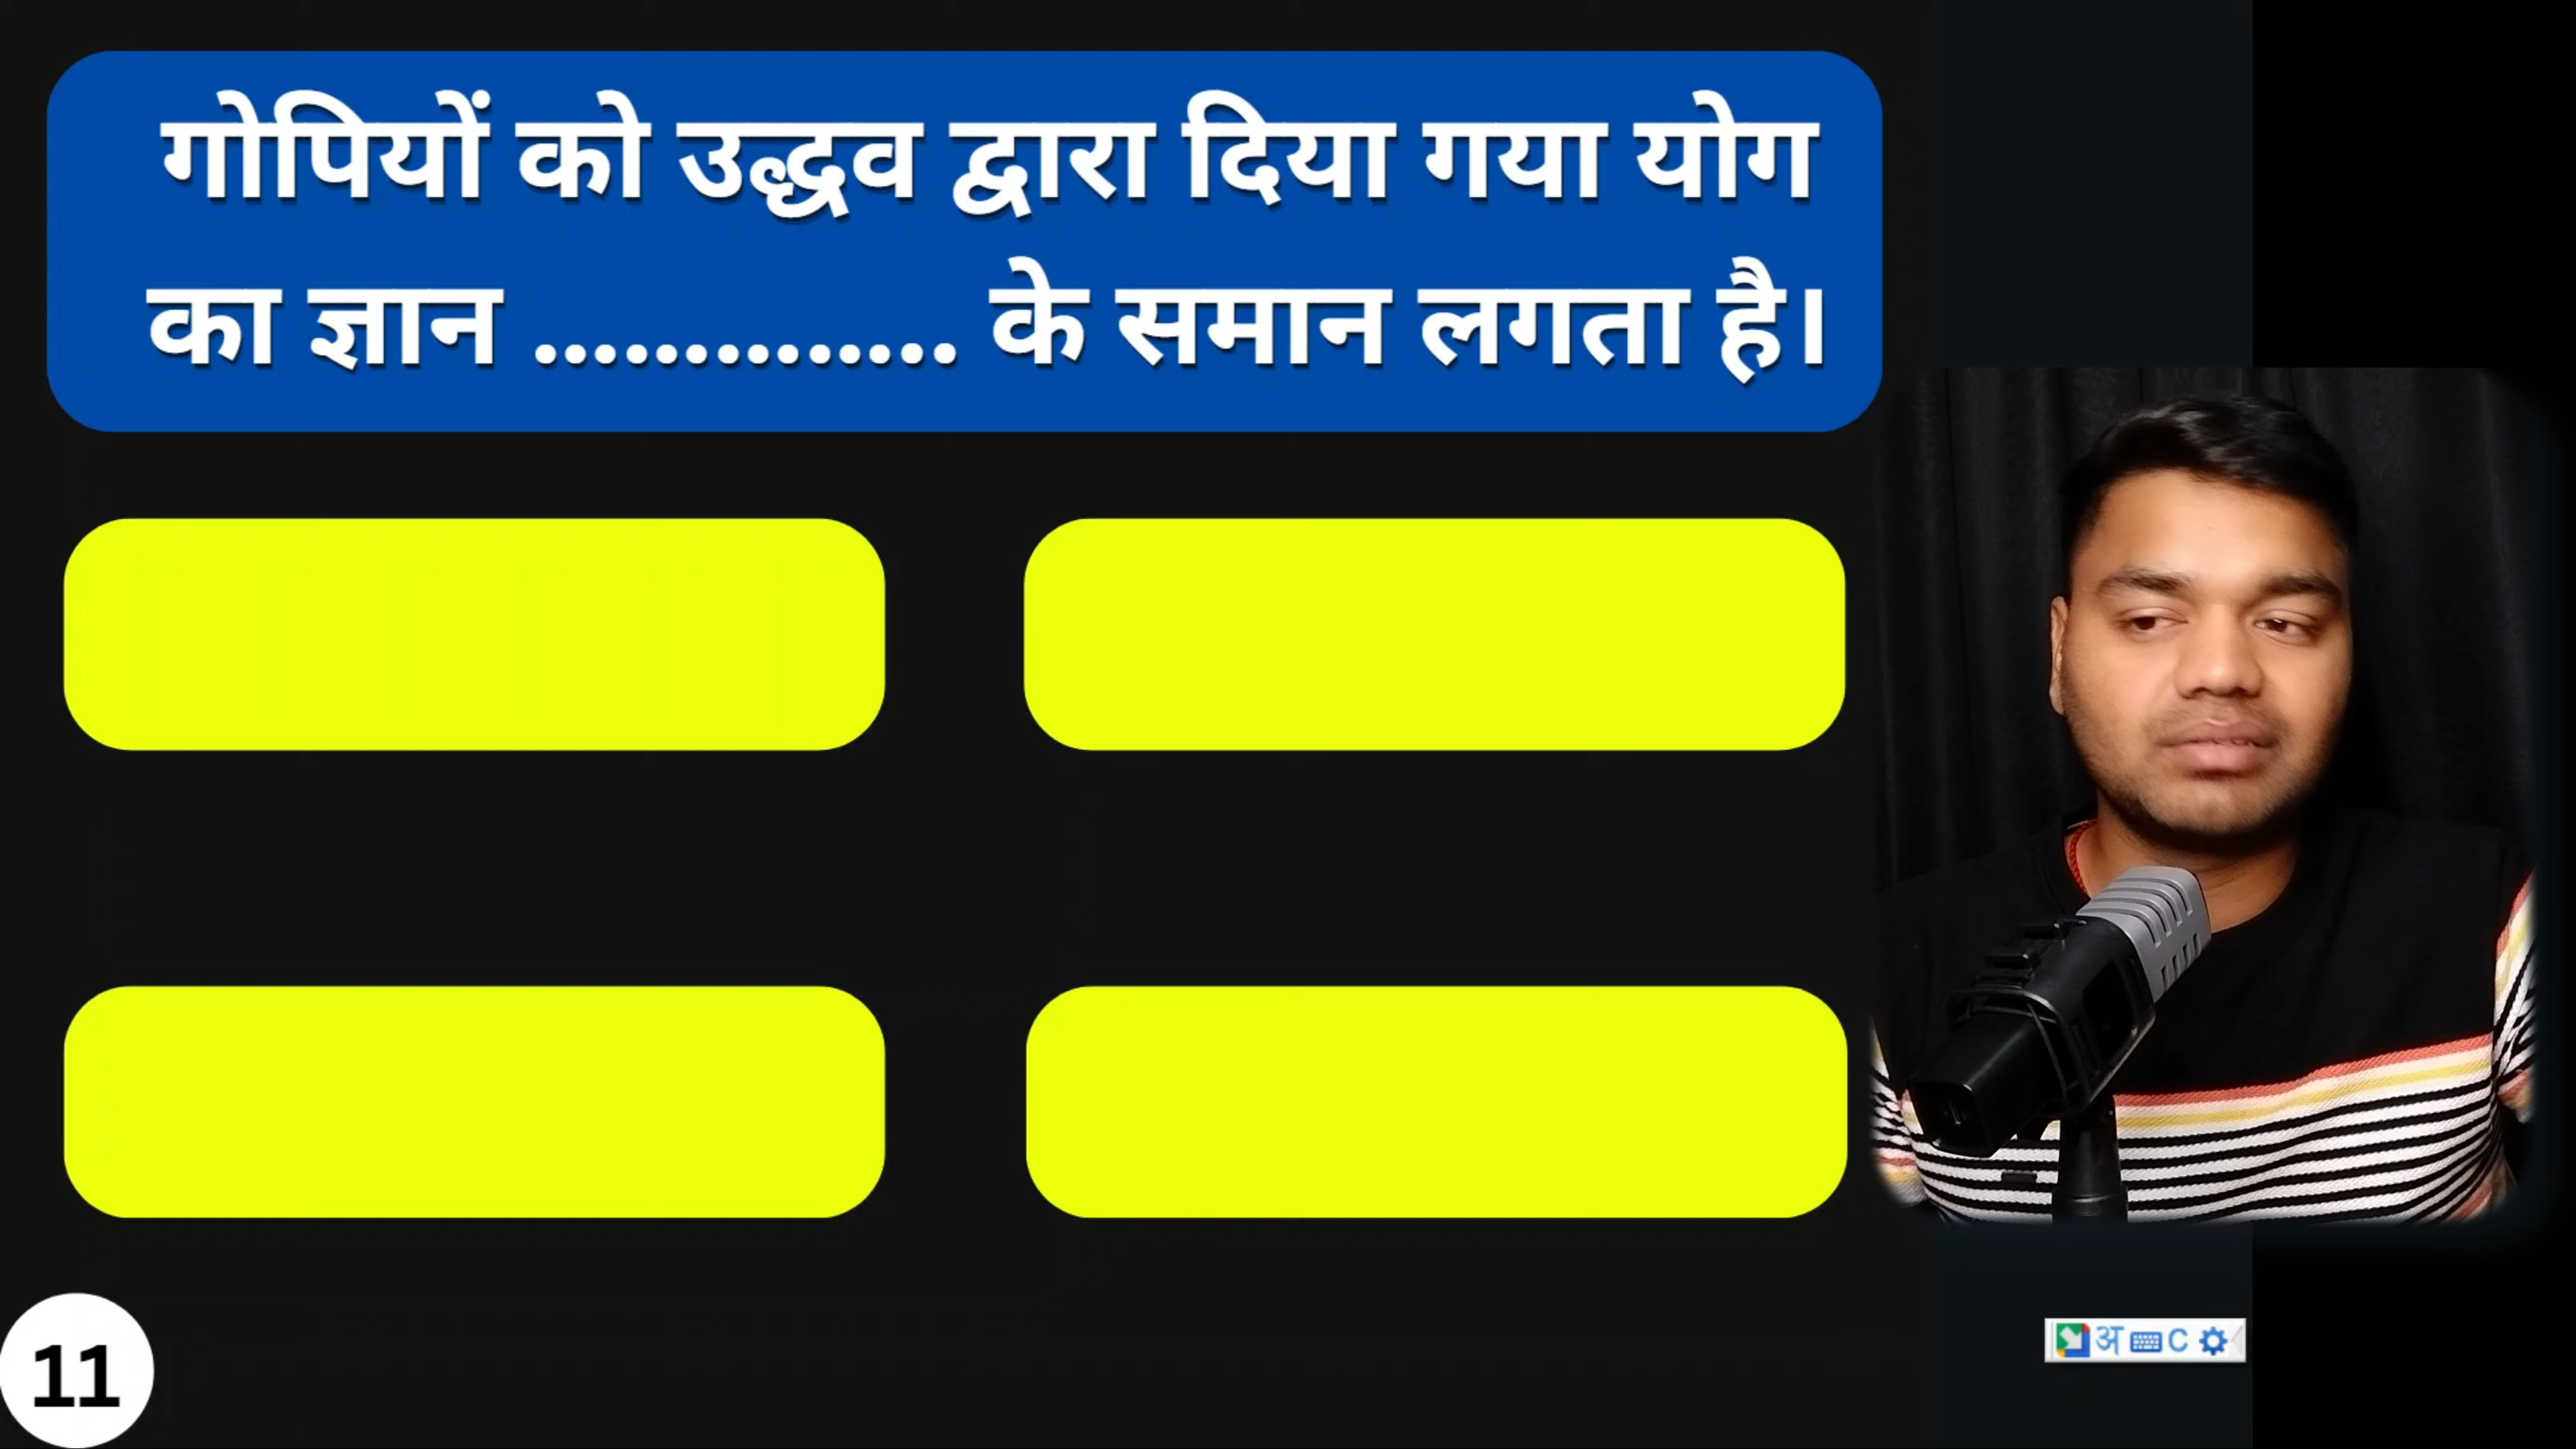 गोपियों को उद्धव द्वारा दिया गया योग
का ज्ञान .............. के समान लगता है।
11
अ C